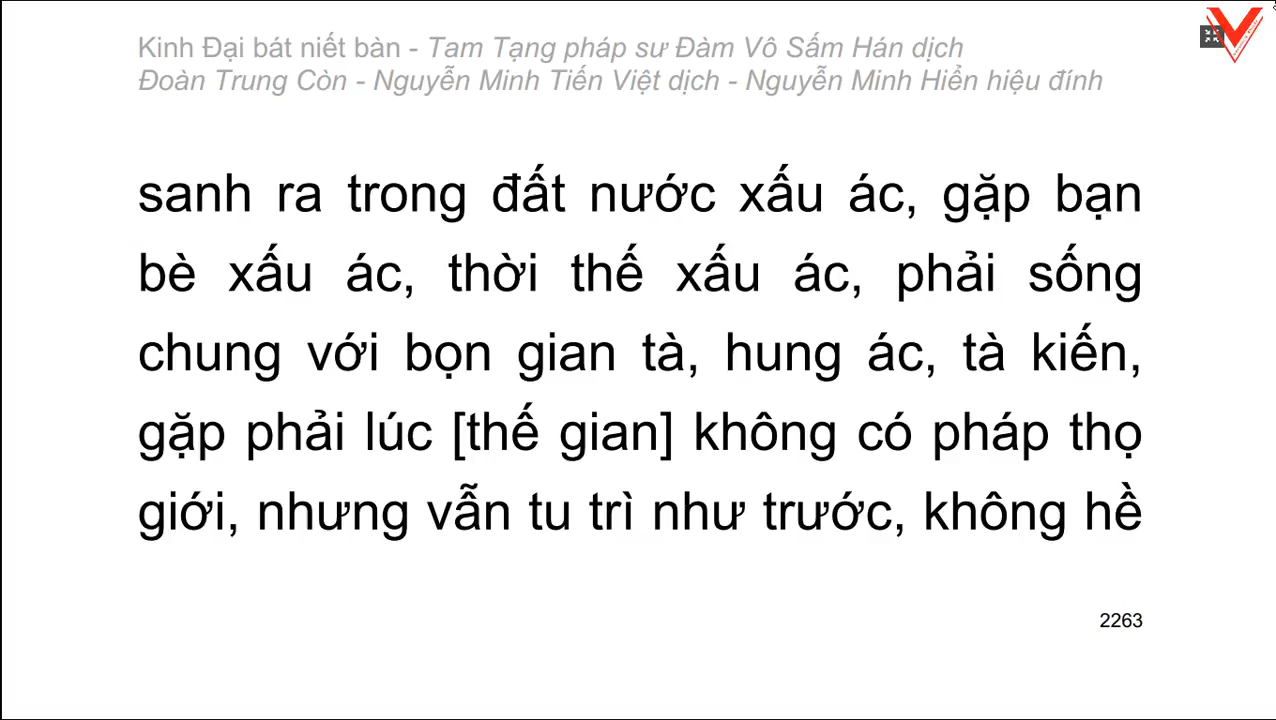 Kinh Đại bát niết bàn - Tam Tạng pháp sư Đàm Vô Sấm Hán dịch
Đoàn Trung Còn - Nguyễn Minh Tiến Việt dịch - Nguyễn Minh Hiển hiệu đính
sanh ra trong đất nước xấu ác, gặp bạn
bè xấu ác, thời thế xấu ác, phải sống
chung với bọn gian tà, hung ác, tà kiến,
gặp phải lúc [thế gian] không có pháp thọ
giới, nhưng vẫn tu trì như trước, không hề
2263